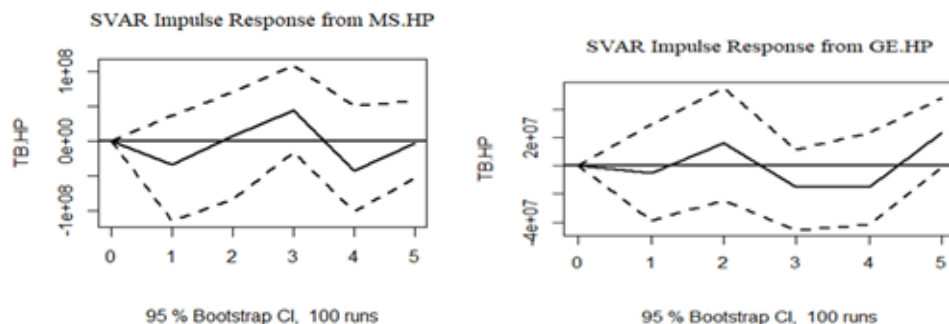 SVAR Impulse Response from MS.HP
TB.HP
1e+08
0e+00
-1e+08
0 1 2 3 4 5
95 % Bootstrap CI, 100 runs
SVAR Impulse Response from GE.HP
TB.HP
2e+07
-4e+07
0 1 2 3 4 5
95 % Bootstrap CI, 100 runs